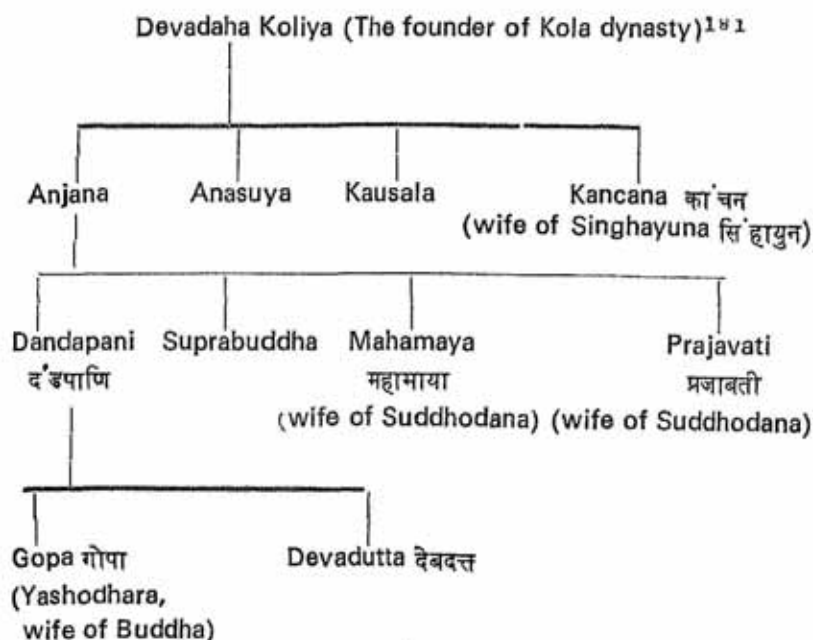 Devadaha Koliya (The founder of Kola dynasty)¹⁴¹
Anjana Anasuya Kausala Kancana का'चन
(wife of Singhayuna सि'हायुन)
Dandapani Suprabuddha Mahamaya Prajavati
द'डपाणि महामाया प्रजाबती
(wife of Suddhodana) (wife of Suddhodana)
Gopa गोपा Devadutta देबदत्त
(Yashodhara,
wife of Buddha)